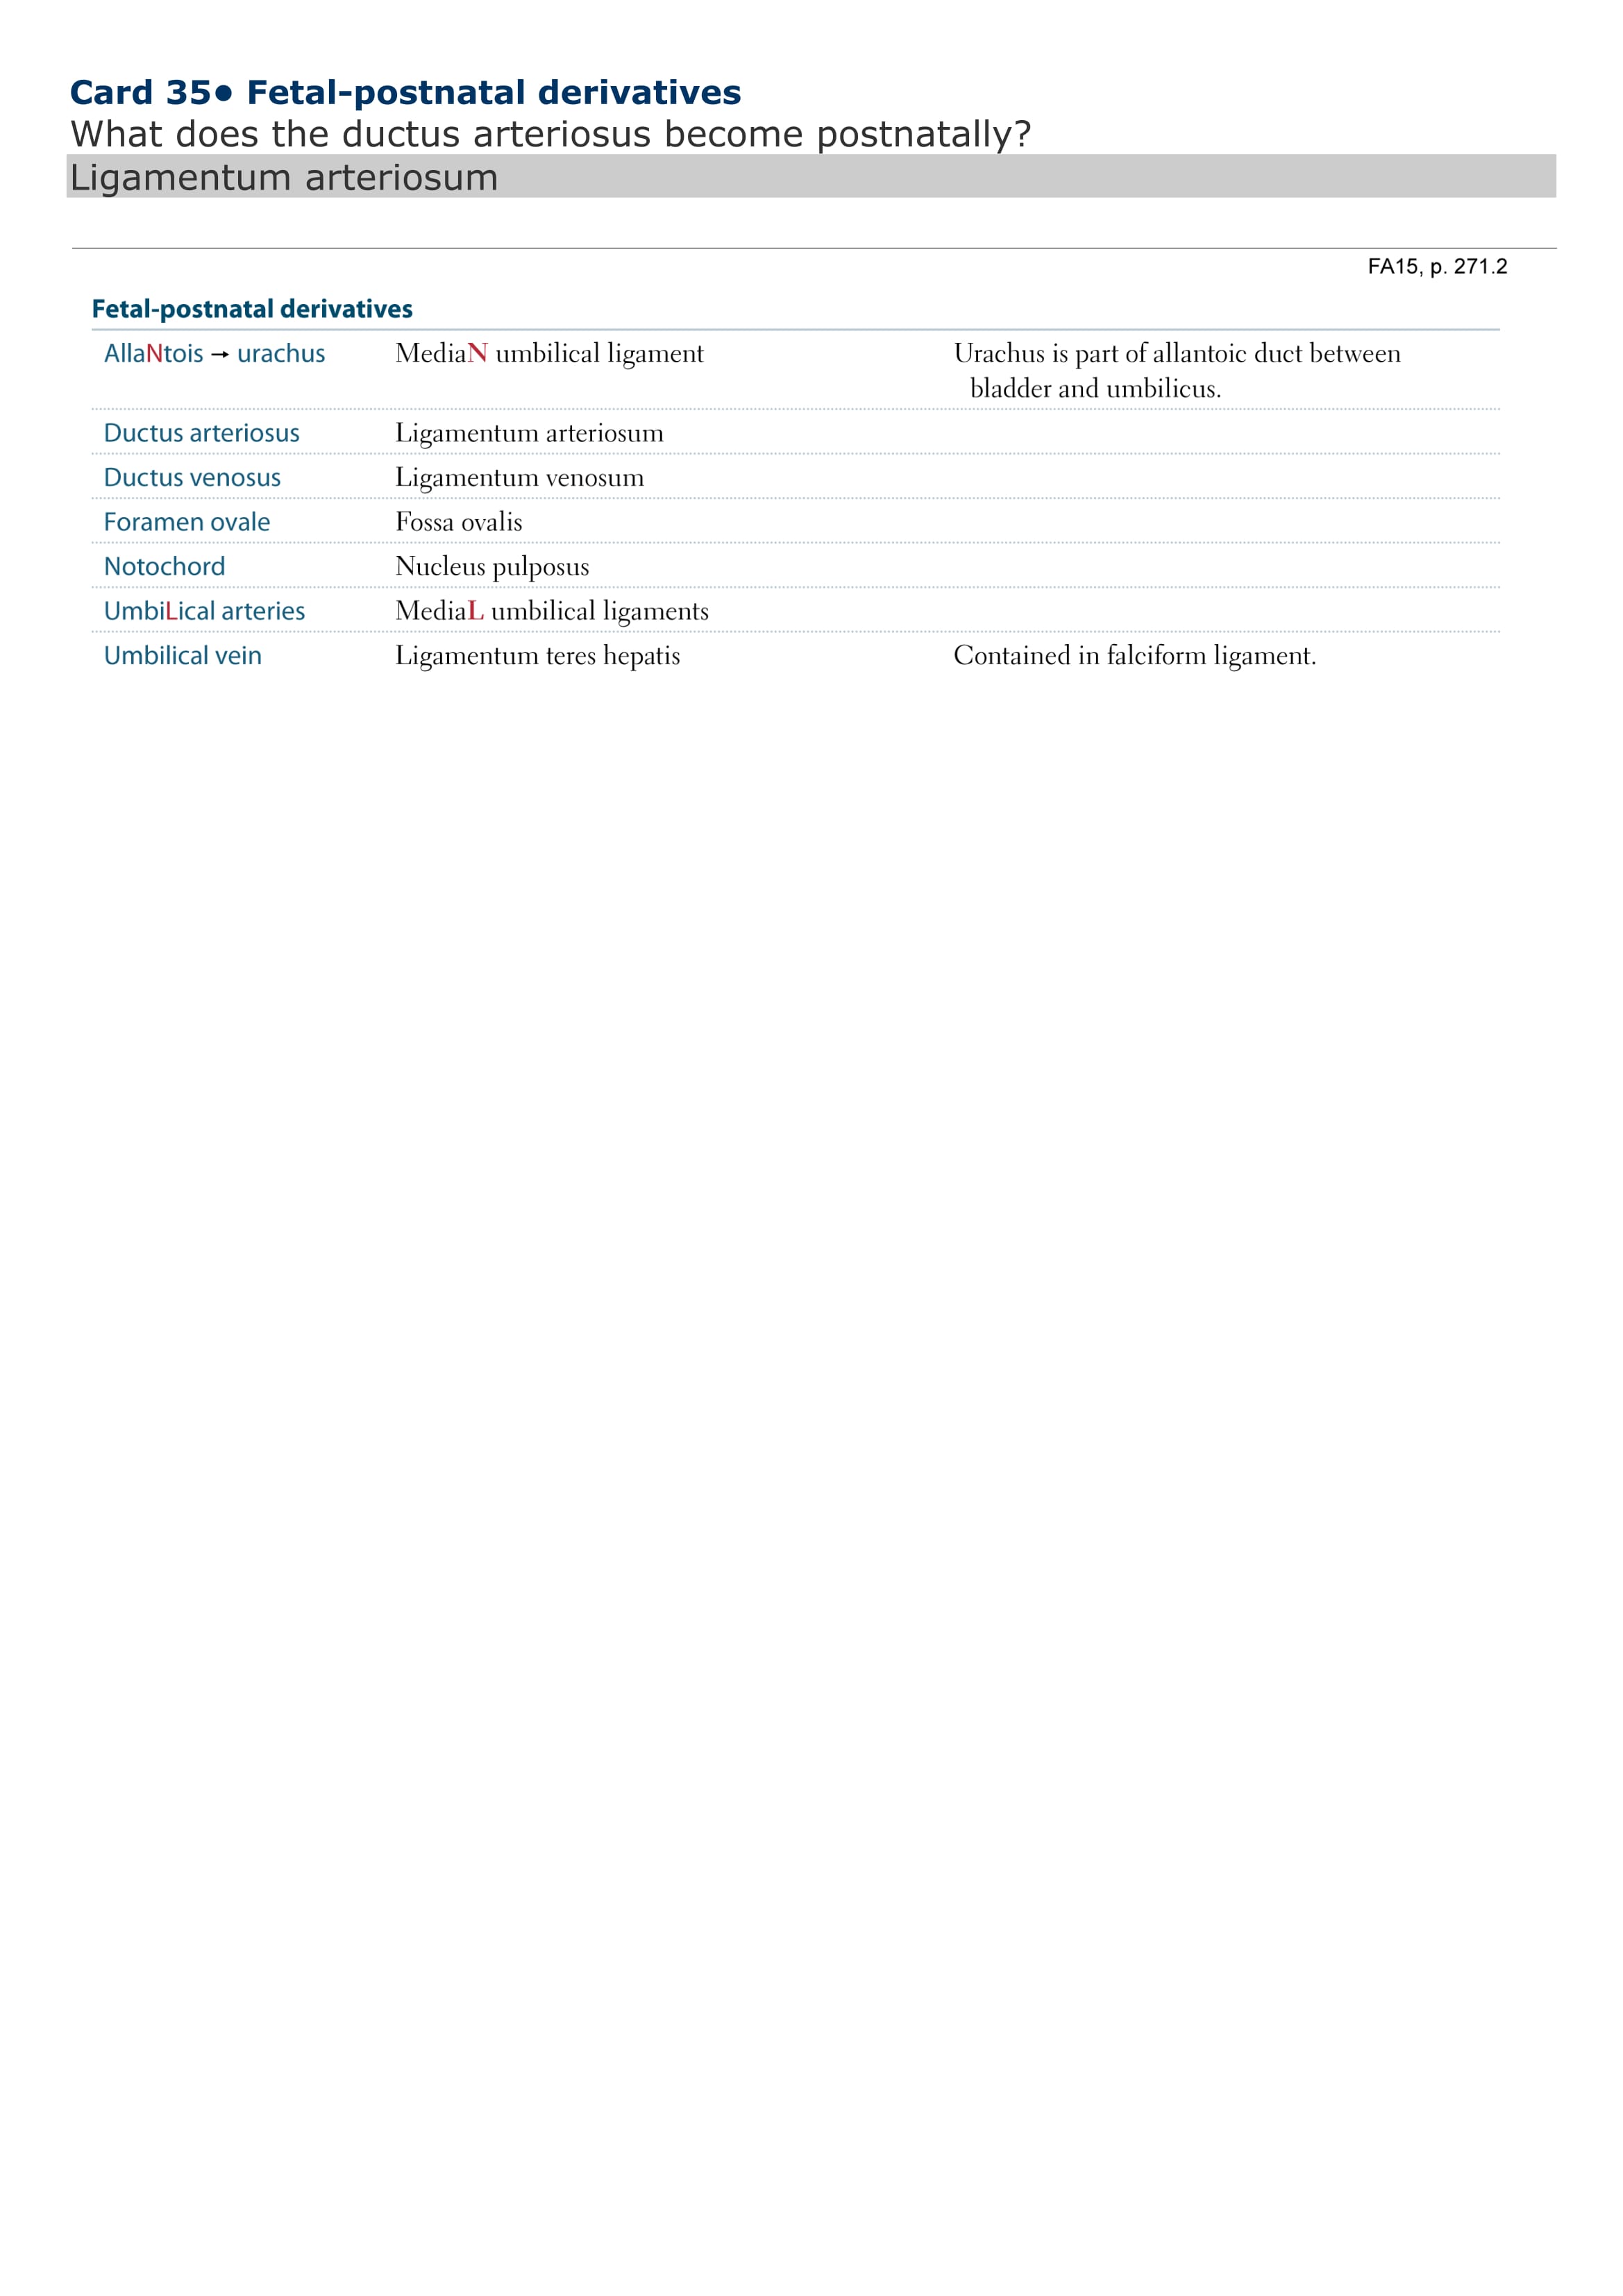 Card 35● Fetal-postnatal derivatives
What does the ductus arteriosus become postnatally?
Ligamentum arteriosum
FA15, p. 271.2
Fetal-postnatal derivatives
AllaNtois → urachus MediaN umbilical ligament Urachus is part of allantoic duct between
bladder and umbilicus.
Ductus arteriosus Ligamentum arteriosum
Ductus venosus Ligamentum venosum
Foramen ovale Fossa ovalis
Notochord Nucleus pulposus
UmbiLical arteries MediaL umbilical ligaments
Umbilical vein Ligamentum teres hepatis Contained in falciform ligament.